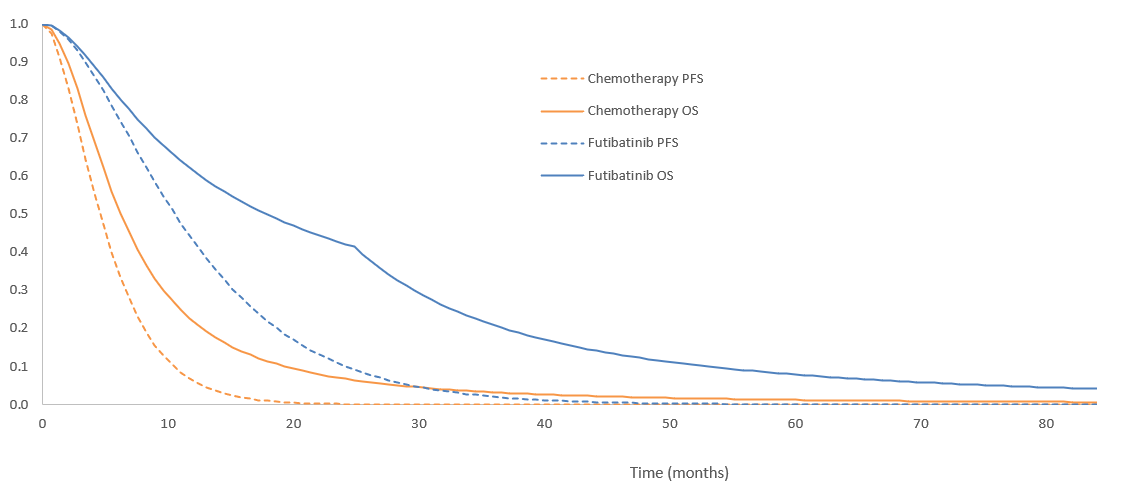 1.0
0.9
0.8
0.7
0.6
0.5
0.4
0.3
0.2
0.1
0.0
Chemotherapy PFS
Chemotherapy OS
Futibatinib PFS
Futibatinib OS
0 10 20 30 40 50 60 70 80
Time (months)